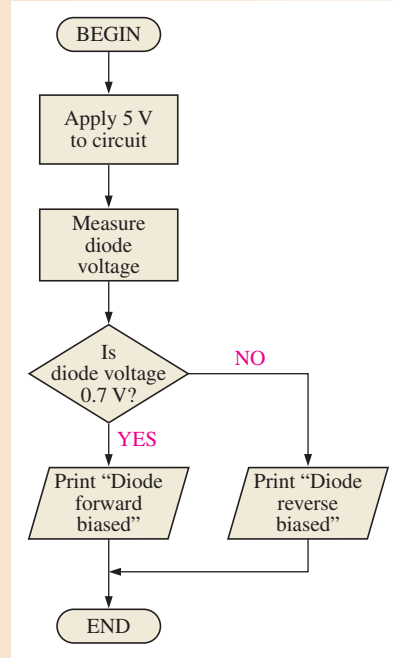 BEGIN
Apply 5 V
to circuit
Measure
diode
voltage
Is
diode voltage
0.7 V?
NO
YES
Print “Diode
forward
biased”
Print “Diode
reverse
biased”
END